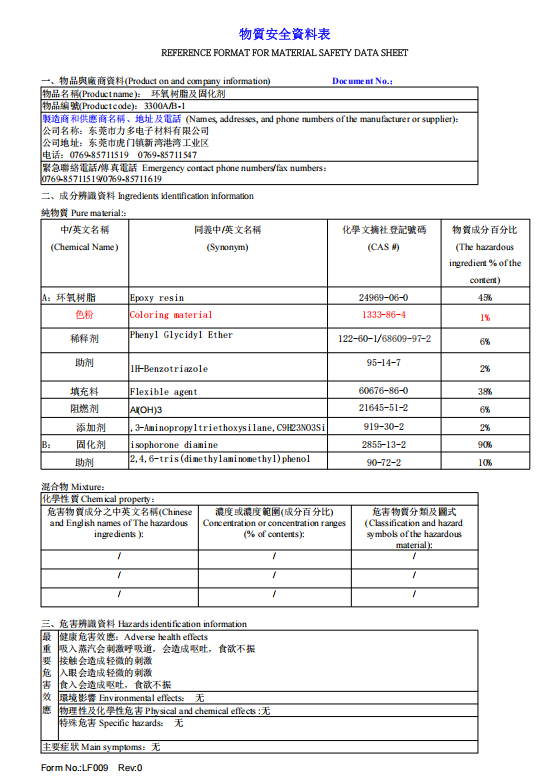 物質安全資料表
REFERENCE FORMAT FOR MATERIAL SAFETY DATA SHEET
一、物品與廠商資料(Product on and company information) Document No.:
物品名稱(Product name): 环氧树脂及固化剂
物品編號(Product code): 3300A/B-1
製造商和供應商名稱、地址及電話 (Names, addresses, and phone numbers of the manufacturer or supplier):
公司名称：东莞市力多电子材料有限公司
公司地址：东莞市虎门镇新湾港湾工业区
电话：0769-85711519 0769-85711547
緊急聯絡電話/傳真電話 Emergency contact phone numbers/fax numbers:
0769-85711519/0769-85711619
二、成分辨識資料 Ingredients identification information
純物質 Pure material::
中/英文名稱 同義中/英文名稱 化學文摘社登記號碼 物質成分百分比
(Chemical Name) (Synonym) (CAS #) (The hazardous
ingredient % of the
content)
A: 环氧树脂 Epoxy resin 24969-06-0 45%
色粉 Coloring material 1333-86-4 1%
稀释剂 Phenyl Glycidyl Ether 122-60-1/68609-97-2 6%
助剂 1H-Benzotriazole 95-14-7 2%
填充料 Flexible agent 60676-86-0 38%
阻燃剂 Al(OH)3 21645-51-2 6%
添加剂 ,3-Aminopropyltriethoxysilane,C9H23NO3Si 919-30-2 2%
B: 固化剂 isophorone diamine 2855-13-2 90%
助剂 2,4,6-tris(dimethylaminomethyl)phenol 90-72-2 10%
混合物 Mixture:
化學性質 Chemical property:
危害物質成分之中英文名稱(Chinese 濃度或濃度範圍(成分百分比) 危害物質分類及圖式
and English names of The hazardous Concentration or concentration ranges (Classification and hazard
ingredients ): (% of contents): symbols of the hazardous
material):
/ / /
/ / /
/ / /
三、危害辨識資料 Hazards identification information
最重要危害效應
健康危害效應：Adverse health effects
吸入蒸汽会刺激呼吸道，会造成呕吐，食欲不振
接触会造成轻微的刺激
入眼会造成轻微的刺激
食入会造成呕吐，食欲不振
環境影響 Environmental effects： 无
物理性及化學性危害 Physical and chemical effects :无
特殊危害 Specific hazards： 无
主要症狀 Main symptoms：无
Form No.:LF009 Rev:0